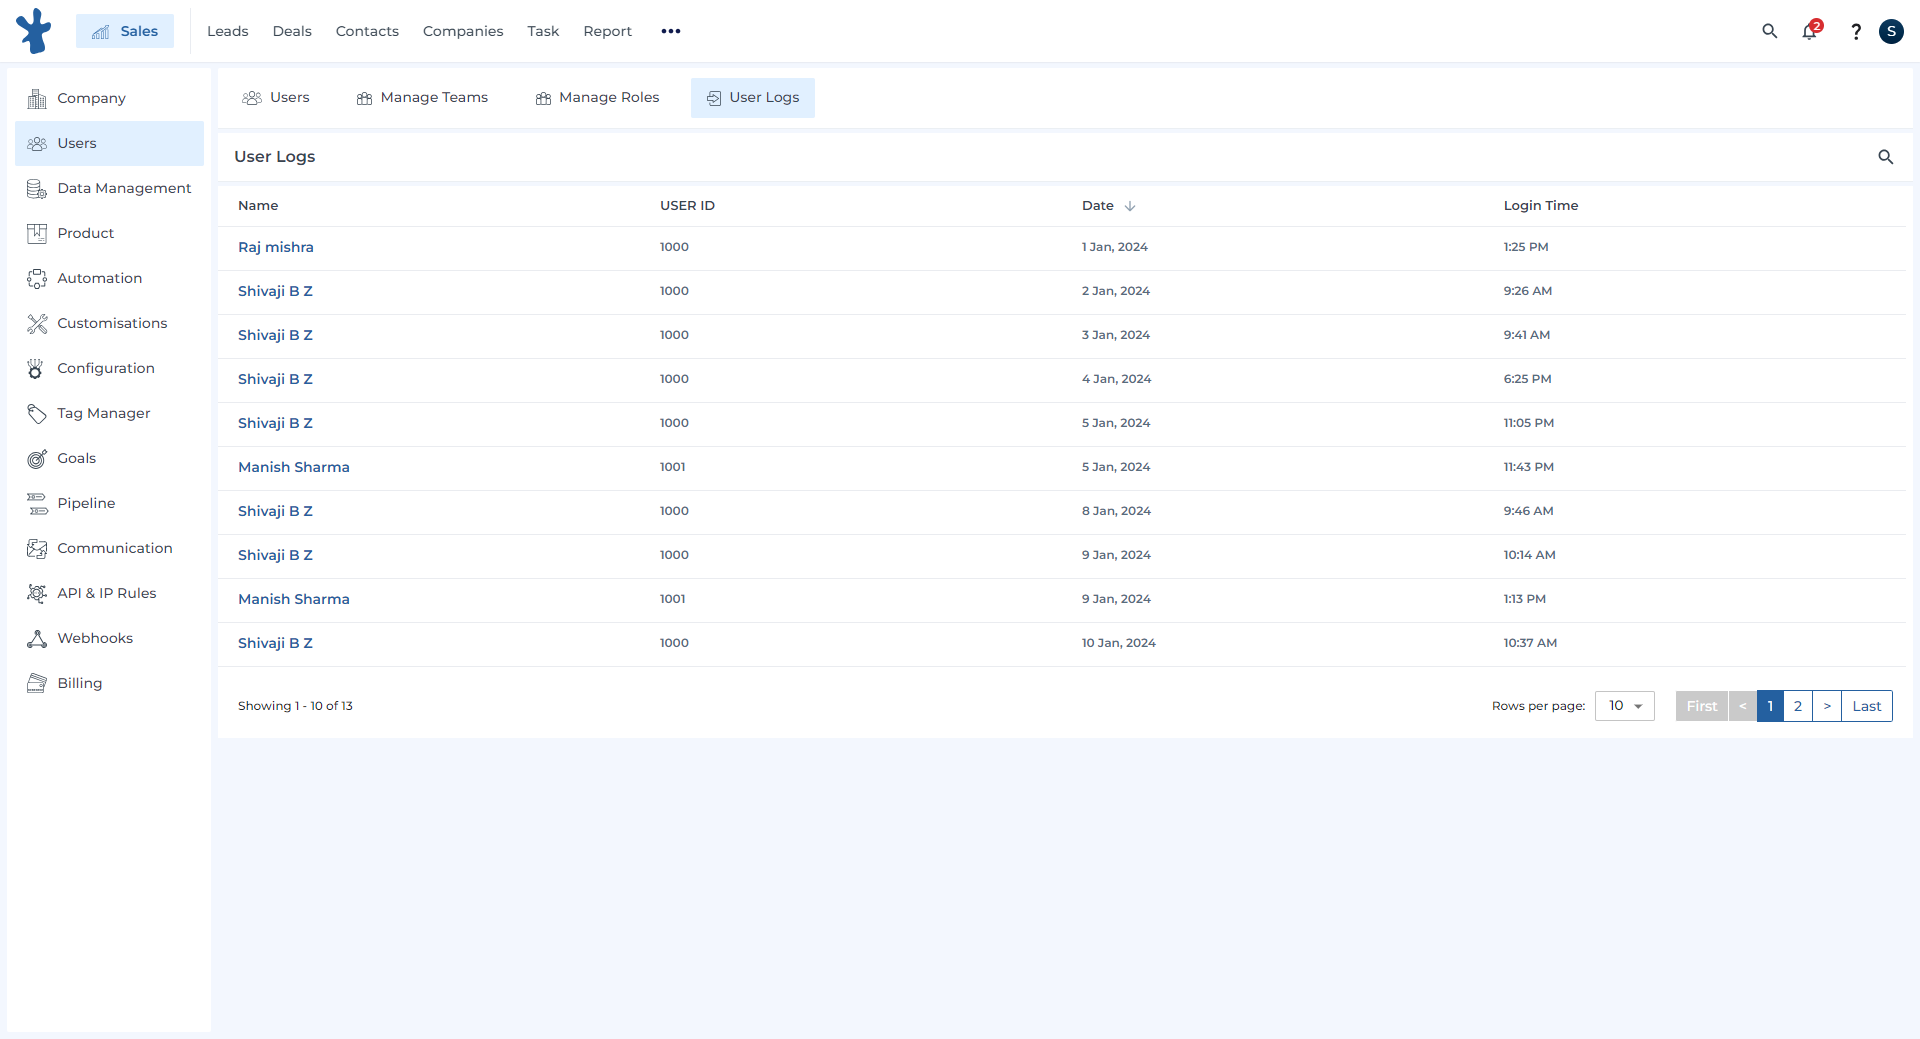 Sales
Leads
Deals
Contacts
Companies
Task
Report
2
?
S
Company
Users
Data Management
Product
Automation
Customisations
Configuration
Tag Manager
Goals
Pipeline
Communication
API & IP Rules
Webhooks
Billing
Users
Manage Teams
Manage Roles
User Logs
User Logs
Name USER ID Date Login Time
Raj mishra 1000 1 Jan, 2024 1:25 PM
Shivaji B Z 1000 2 Jan, 2024 9:26 AM
Shivaji B Z 1000 3 Jan, 2024 9:41 AM
Shivaji B Z 1000 4 Jan, 2024 6:25 PM
Shivaji B Z 1000 5 Jan, 2024 11:05 PM
Manish Sharma 1001 5 Jan, 2024 11:43 PM
Shivaji B Z 1000 8 Jan, 2024 9:46 AM
Shivaji B Z 1000 9 Jan, 2024 10:14 AM
Manish Sharma 1001 9 Jan, 2024 1:13 PM
Shivaji B Z 1000 10 Jan, 2024 10:37 AM
Showing 1 - 10 of 13
Rows per page: 10
First < 1 2 > Last